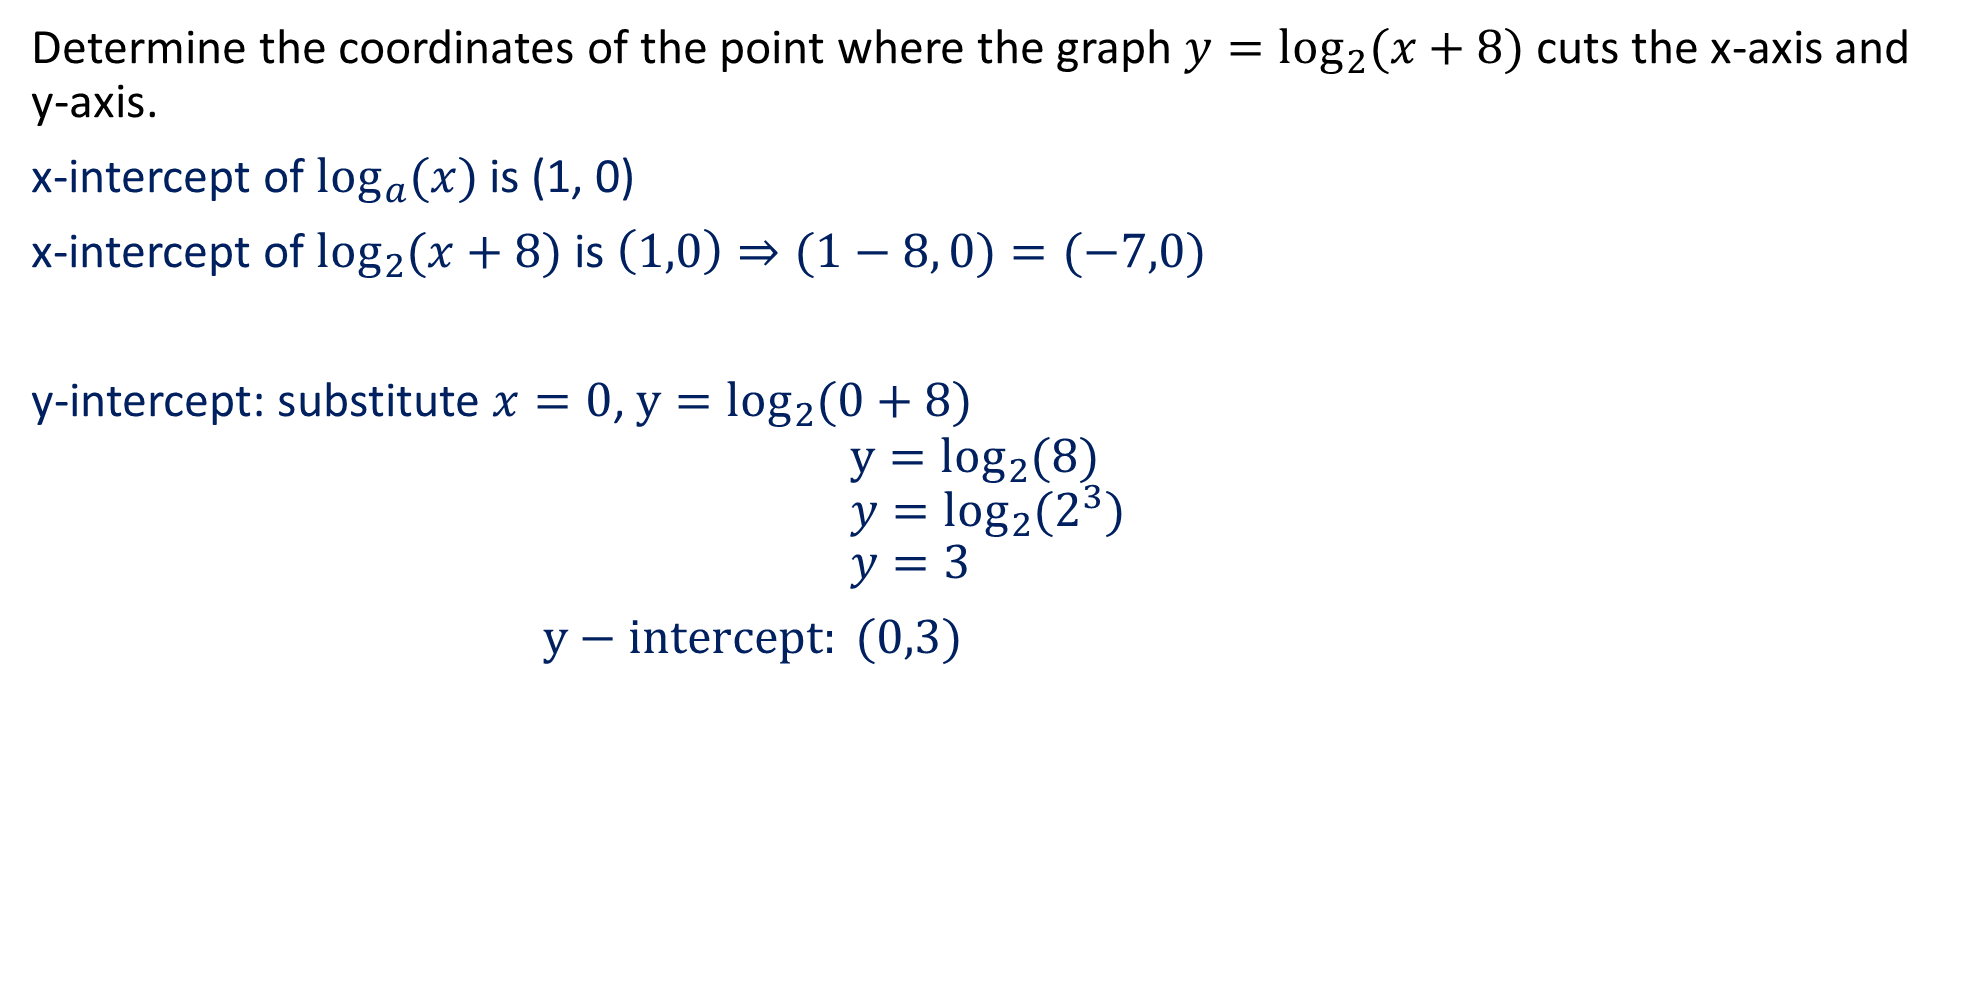 Determine the coordinates of the point where the graph y = log₂(x + 8) cuts the x-axis and
y-axis.
x-intercept of logₐ(x) is (1, 0)
x-intercept of log₂(x + 8) is (1,0) ⇒ (1 − 8, 0) = (−7,0)
y-intercept: substitute x = 0, y = log₂(0 + 8)
y = log₂(8)
y = log₂(2³)
y = 3
y − intercept: (0,3)